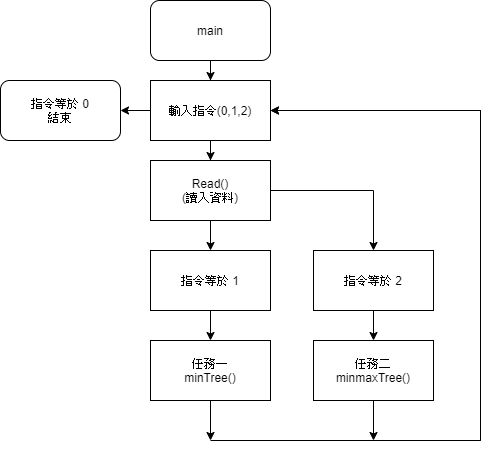 main
指令等於 0
結束
輸入指令(0,1,2)
Read()
(讀入資料)
指令等於 1
指令等於 2
任務一
minTree()
任務二
minmaxTree()